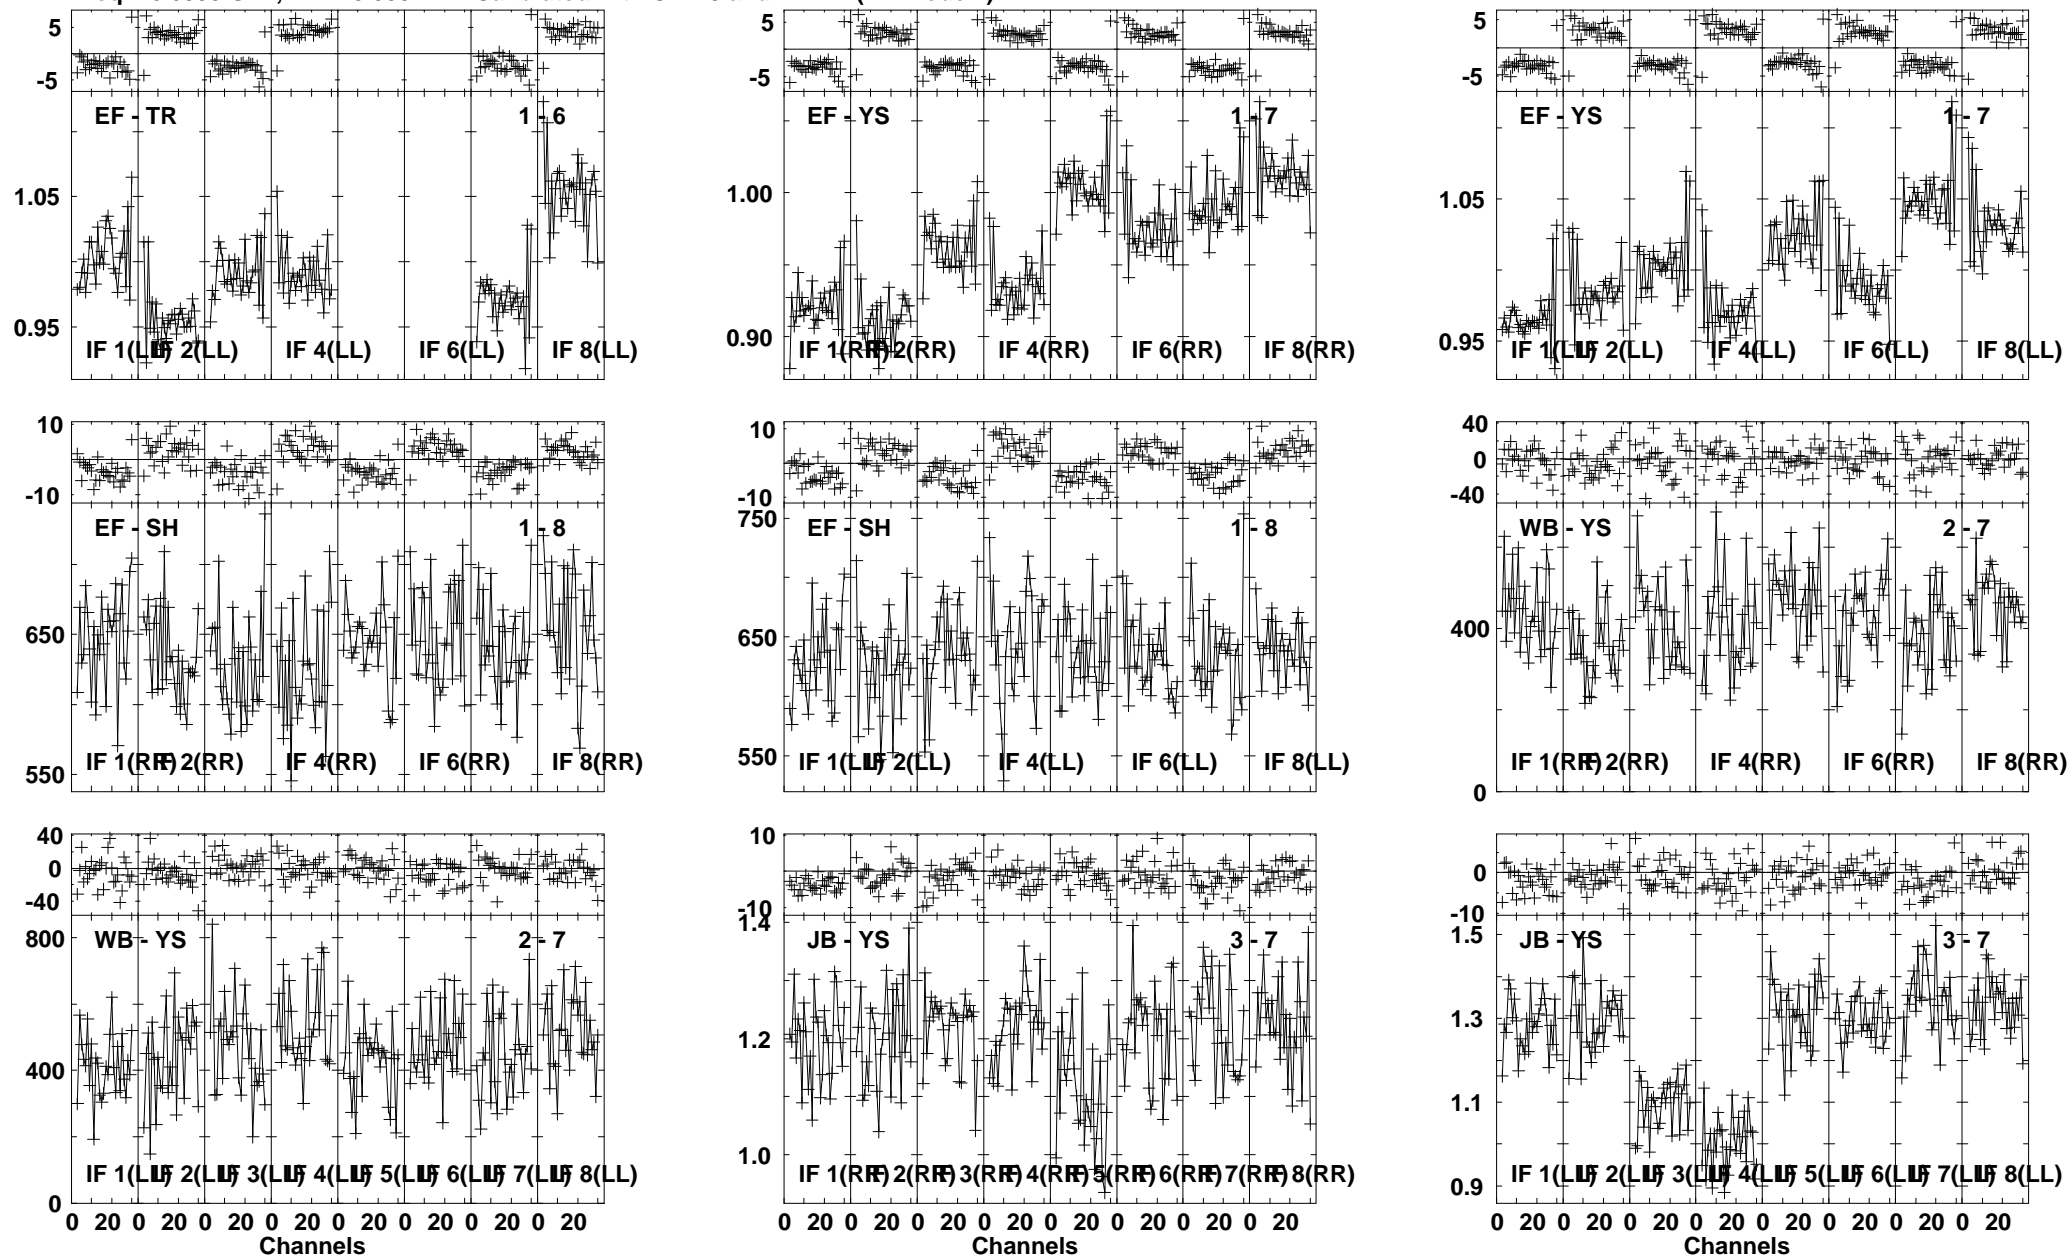 5
-5
EF - TR
1 - 6
1.05
0.95
IF 1(LL)
IF 2(LL)
IF 4(LL)
IF 6(LL)
IF 8(LL)
5
-5
EF - YS
1 - 7
1.00
0.90
IF 1(RR)
IF 2(RR)
IF 4(RR)
IF 6(RR)
IF 8(RR)
5
-5
EF - YS
1 - 7
1.05
0.95
IF 1(LL)
IF 2(LL)
IF 4(LL)
IF 6(LL)
IF 8(LL)
10
-10
EF - SH
1 - 8
650
550
IF 1(RR)
IF 2(RR)
IF 4(RR)
IF 6(RR)
IF 8(RR)
10
-10
750
EF - SH
1 - 8
650
550
IF 1(LL)
IF 2(LL)
IF 4(LL)
IF 6(LL)
IF 8(LL)
40
0
-40
WB - YS
2 - 7
400
0
IF 1(RR)
IF 2(RR)
IF 4(RR)
IF 6(RR)
IF 8(RR)
40
0
-40
800
WB - YS
2 - 7
400
0
IF 1(LL)
IF 2(LL)
IF 3(LL)
IF 4(LL)
IF 5(LL)
IF 6(LL)
IF 7(LL)
IF 8(LL)
0 20 0 20 0 20 0 20 0 20 0 20 0 20 0 20
Channels
10
-10
1.4
JB - YS
3 - 7
1.2
1.0
IF 1(RR)
IF 2(RR)
IF 3(RR)
IF 4(RR)
IF 5(RR)
IF 6(RR)
IF 7(RR)
IF 8(RR)
0 20 0 20 0 20 0 20 0 20 0 20 0 20 0 20
Channels
10
0
-10
1.5
JB - YS
3 - 7
1.3
1.1
0.9
IF 1(LL)
IF 2(LL)
IF 3(LL)
IF 4(LL)
IF 5(LL)
IF 6(LL)
IF 7(LL)
IF 8(LL)
0 20 0 20 0 20 0 20 0 20 0 20 0 20 0 20
Channels